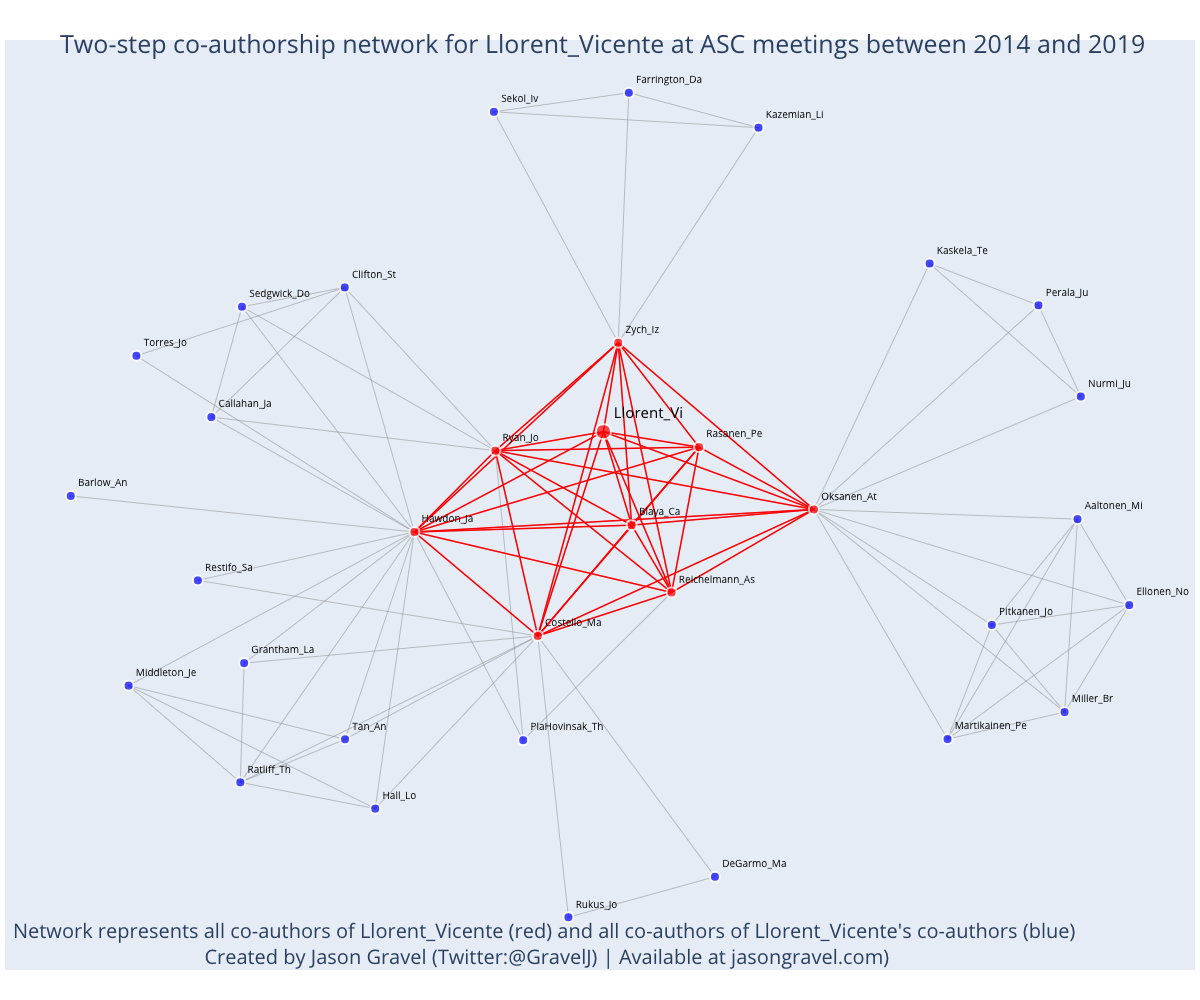 Two-step co-authorship network for Llorent_Vicente at ASC meetings between 2014 and 2019
Farrington_Da
Sekol_Iv
Kazemian_Li
Kaskela_Te
Clifton_St
Sedgwick_Do
Perala_Ju
Zych_Iz
Torres_Jo
Nurmi_Ju
Callahan_Ja
Llorent_Vi
Ryan_Jo
Rasanen_Pe
Barlow_An
Oksanen_At
Aaltonen_Mi
Blaya_Ca
Hawdon_Ja
Restifo_Sa
Reichelmann_As
Ellonen_No
Pitkanen_Jo
Costello_Ma
Grantham_La
Middleton_Je
Miller_Br
Tan_An
PlaHovinsak_Th
Martikainen_Pe
Ratliff_Th
Hall_Lo
DeGarmo_Ma
Rukus_Jo
Network represents all co-authors of Llorent_Vicente (red) and all co-authors of Llorent_Vicente's co-authors (blue)
Created by Jason Gravel (Twitter:@GravelJ) | Available at jasongravel.com)